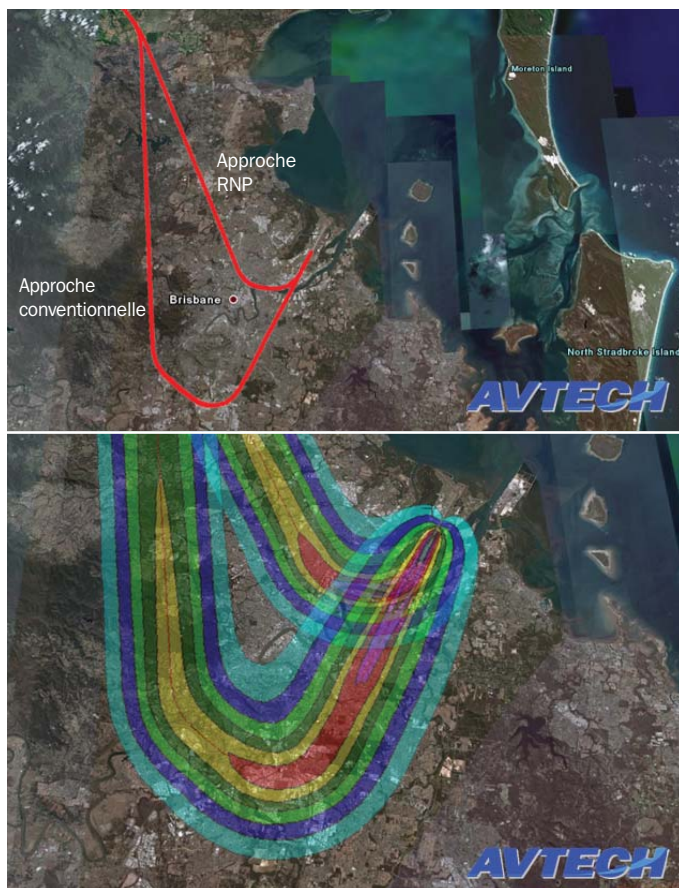 Moreton Island
Approche
RNP
Approche
conventionnelle
Brisbane
North Stradbroke Island
AVTECH
AVTECH